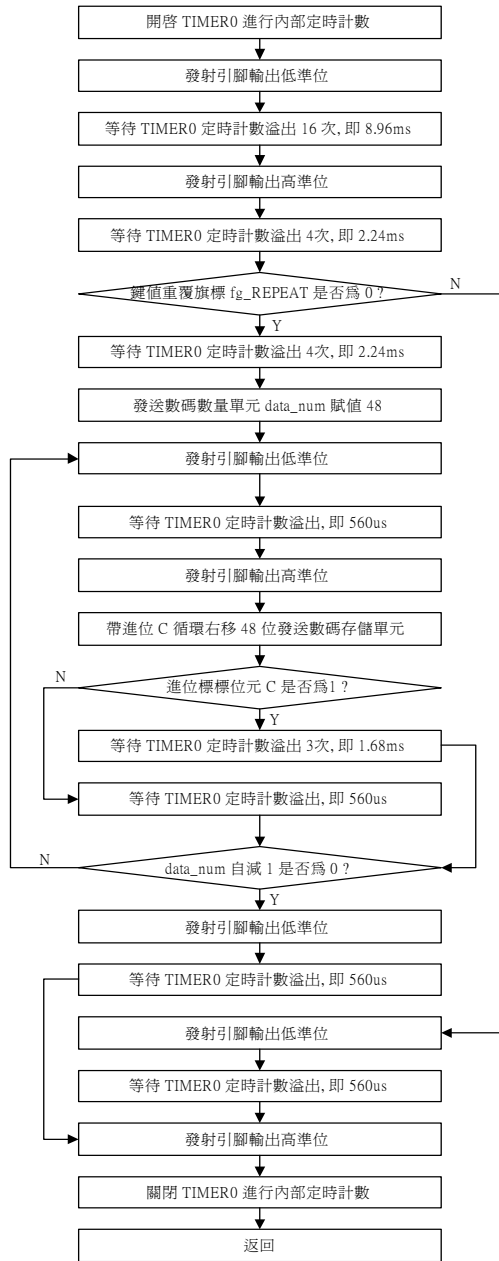 開啓 TIMER0 進行內部定時計數
發射引腳輸出低準位
等待 TIMER0 定時計數溢出 16 次, 即 8.96ms
發射引腳輸出高準位
等待 TIMER0 定時計數溢出 4次, 即 2.24ms
鍵值重覆旗標 fg_REPEAT 是否爲 0 ?
N
Y
等待 TIMER0 定時計數溢出 4次, 即 2.24ms
發送數碼數量單元 data_num 賦值 48
發射引腳輸出低準位
等待 TIMER0 定時計數溢出, 即 560us
發射引腳輸出高準位
帶進位 C 循環右移 48 位發送數碼存儲單元
N
進位標標位元 C 是否爲1 ?
Y
等待 TIMER0 定時計數溢出 3次, 即 1.68ms
等待 TIMER0 定時計數溢出, 即 560us
N
data_num 自減 1 是否爲 0 ?
Y
發射引腳輸出低準位
等待 TIMER0 定時計數溢出, 即 560us
發射引腳輸出低準位
等待 TIMER0 定時計數溢出, 即 560us
發射引腳輸出高準位
關閉 TIMER0 進行內部定時計數
返回